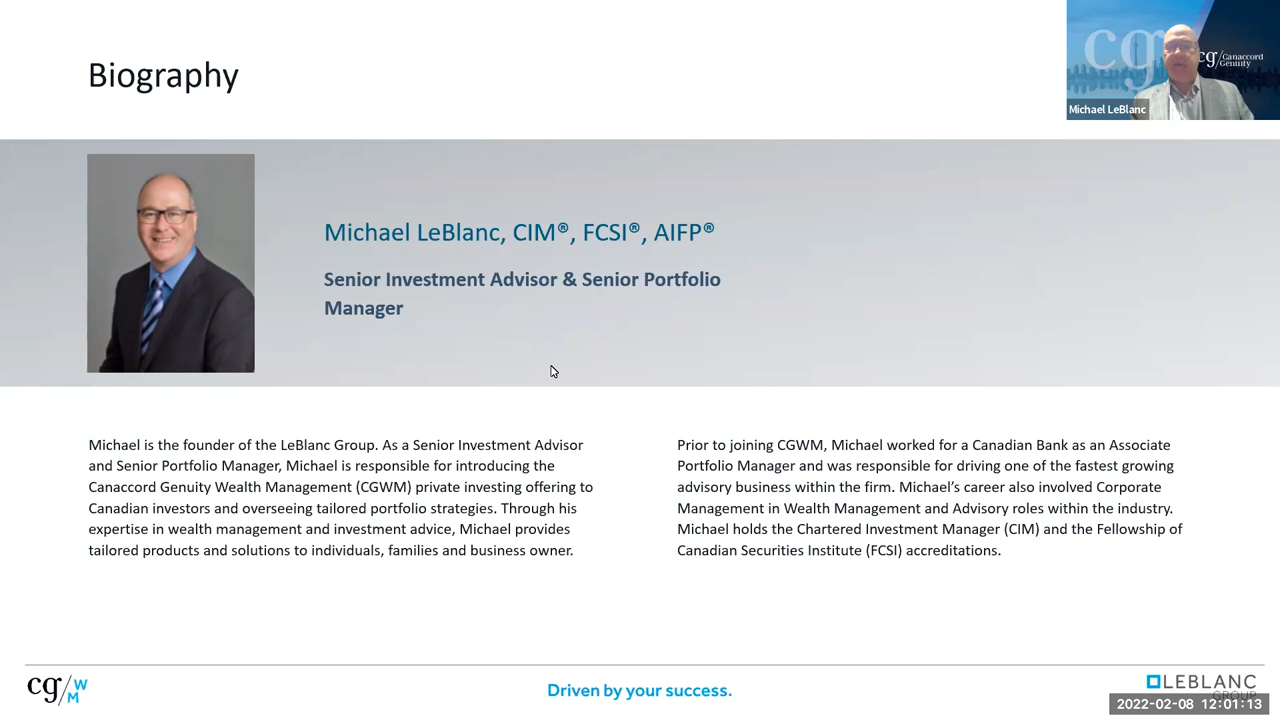 Biography
cg
cg/Canaccord
Genuity
Michael LeBlanc
Michael LeBlanc, CIM®, FCSI®, AIFP®
Senior Investment Advisor & Senior Portfolio
Manager
Michael is the founder of the LeBlanc Group. As a Senior Investment Advisor
and Senior Portfolio Manager, Michael is responsible for introducing the
Canaccord Genuity Wealth Management (CGWM) private investing offering to
Canadian investors and overseeing tailored portfolio strategies. Through his
expertise in wealth management and investment advice, Michael provides
tailored products and solutions to individuals, families and business owner.
Prior to joining CGWM, Michael worked for a Canadian Bank as an Associate
Portfolio Manager and was responsible for driving one of the fastest growing
advisory business within the firm. Michael’s career also involved Corporate
Management in Wealth Management and Advisory roles within the industry.
Michael holds the Chartered Investment Manager (CIM) and the Fellowship of
Canadian Securities Institute (FCSI) accreditations.
cg/WM
Driven by your success.
LEBLANC
GROUP
2022-02-08 12:01:13